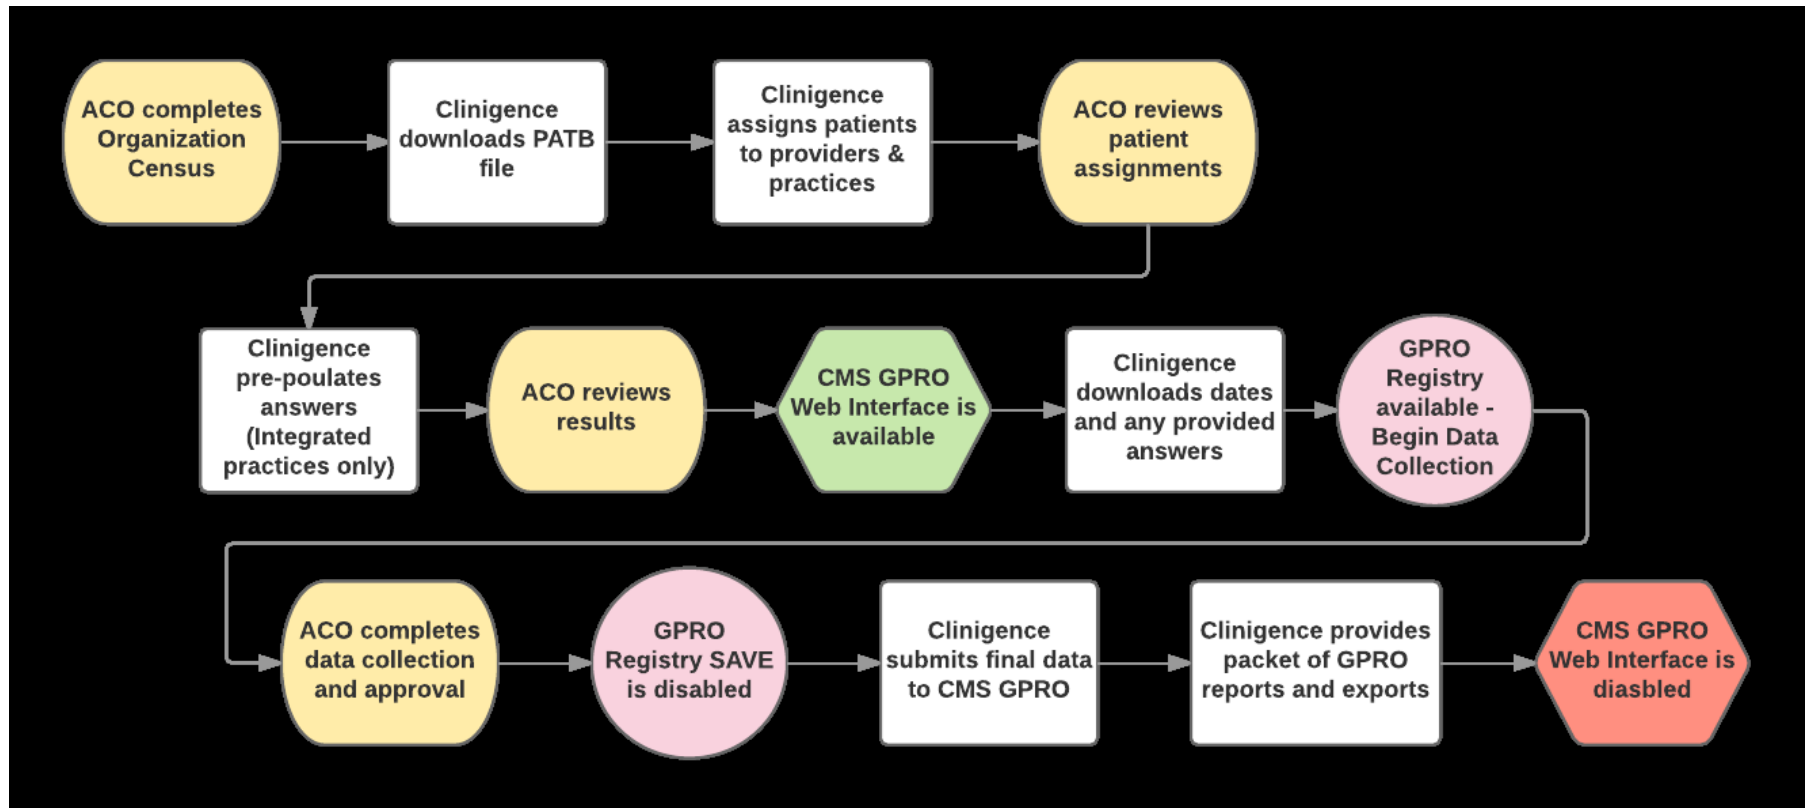 ACO completes
Organization
Census
Clinigence
downloads PATB
file
Clinigence
assigns patients
to providers &
practices
ACO reviews
patient
assignments
Clinigence
pre-poulates
answers
(Integrated
practices only)
ACO reviews
results
CMS GPRO
Web Interface is
available
Clinigence
downloads dates
and any provided
answers
GPRO
Registry
available -
Begin Data
Collection
ACO completes
data collection
and approval
GPRO
Registry SAVE
is disabled
Clinigence
submits final data
to CMS GPRO
Clinigence provides
packet of GPRO
reports and exports
CMS GPRO
Web Interface is
diasbled